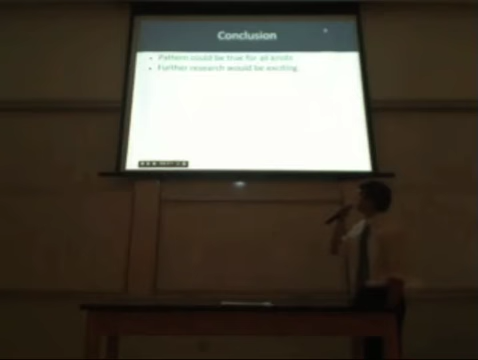 Conclusion
• Pattern could be true for all knots
• Further research would be exciting